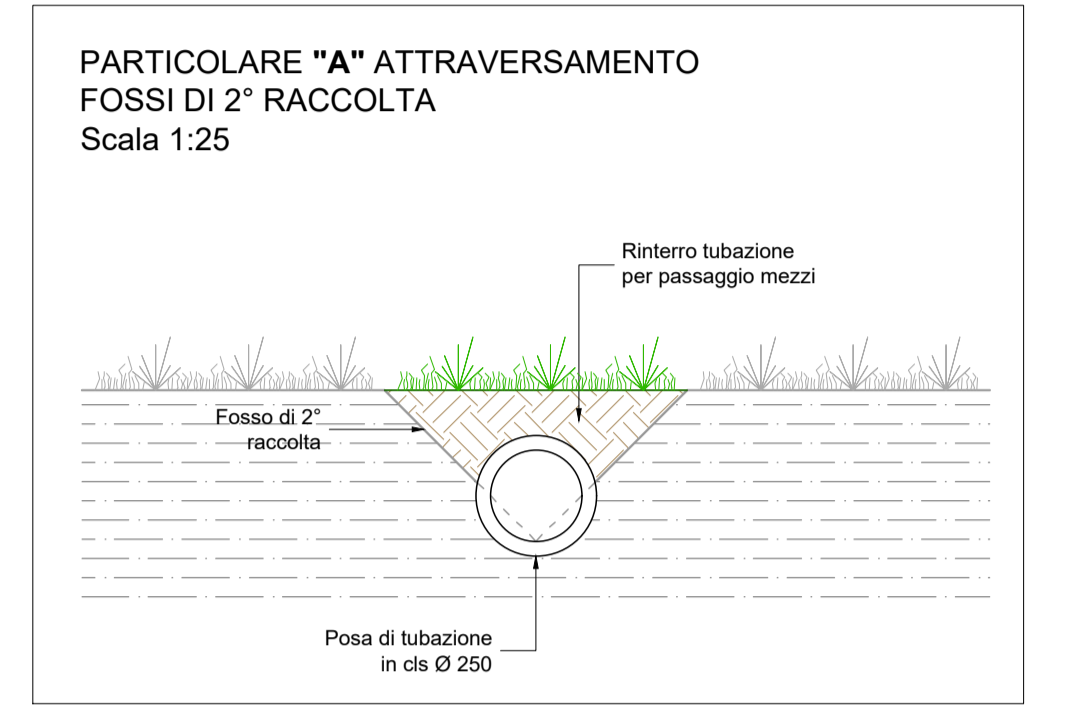 PARTICOLARE "A" ATTRAVERSAMENTO
FOSSI DI 2° RACCOLTA
Scala 1:25
Rinterro tubazione
per passaggio mezzi
Fosso di 2°
raccolta
Posa di tubazione
in cls Ø 250